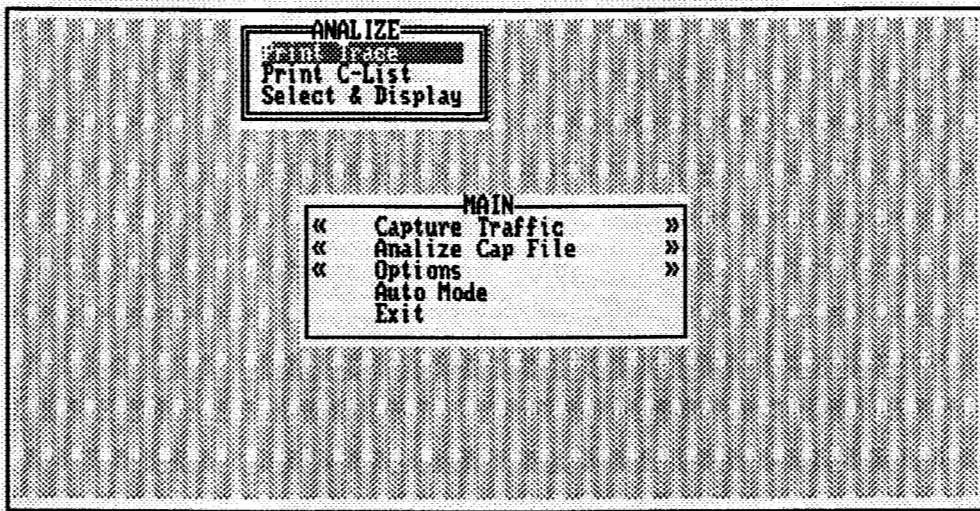 ANALIZE
Print Trace
Print C-List
Select & Display
MAIN
« Capture Traffic »
« Analize Cap File »
« Options »
Auto Mode
Exit